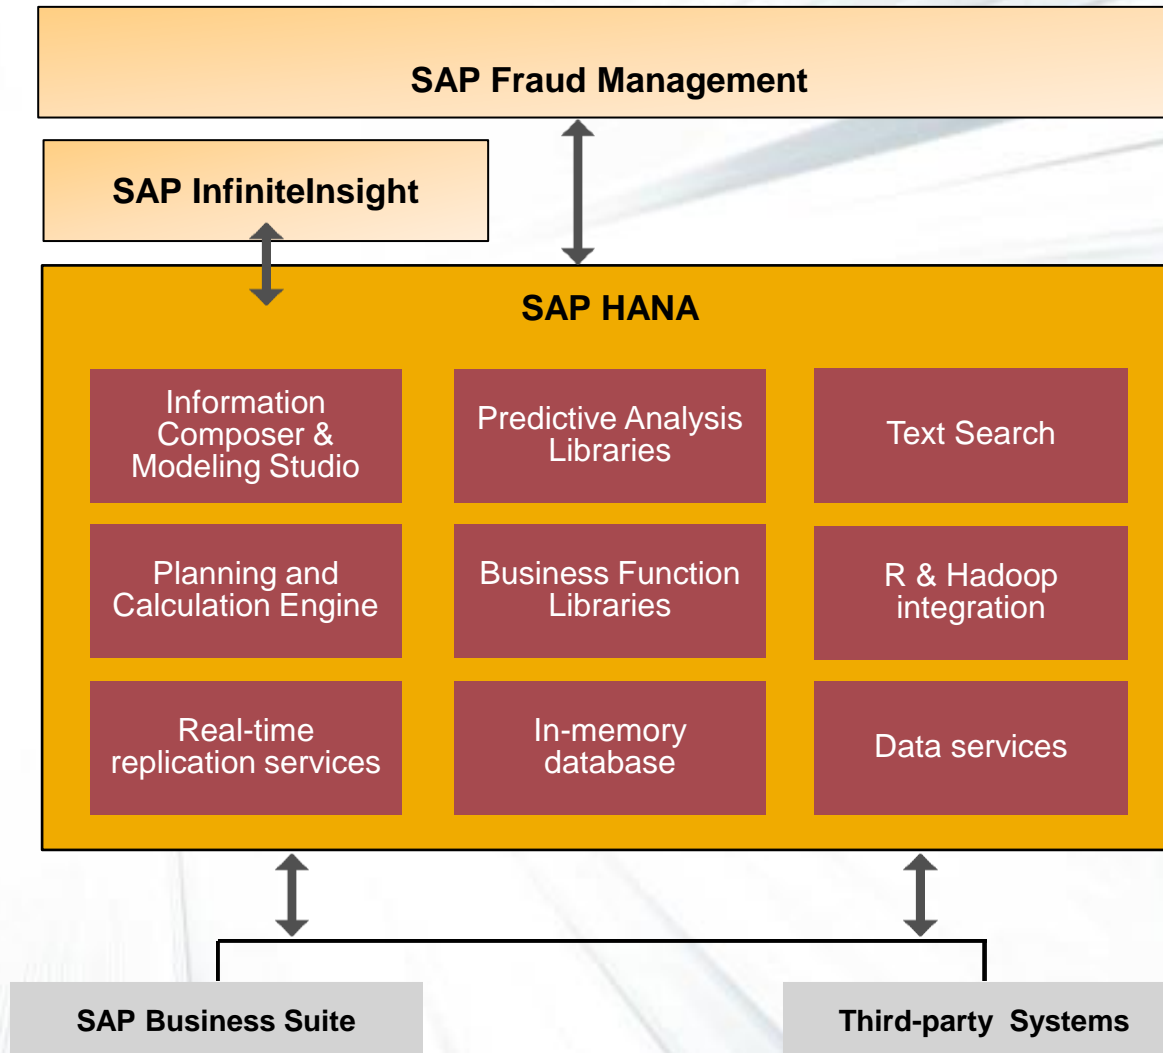 SAP Fraud Management
SAP InfiniteInsight
SAP HANA
Information
Composer &
Modeling Studio
Predictive Analysis
Libraries
Text Search
Planning and
Calculation Engine
Business Function
Libraries
R & Hadoop
integration
Real-time
replication services
In-memory
database
Data services
SAP Business Suite
Third-party Systems